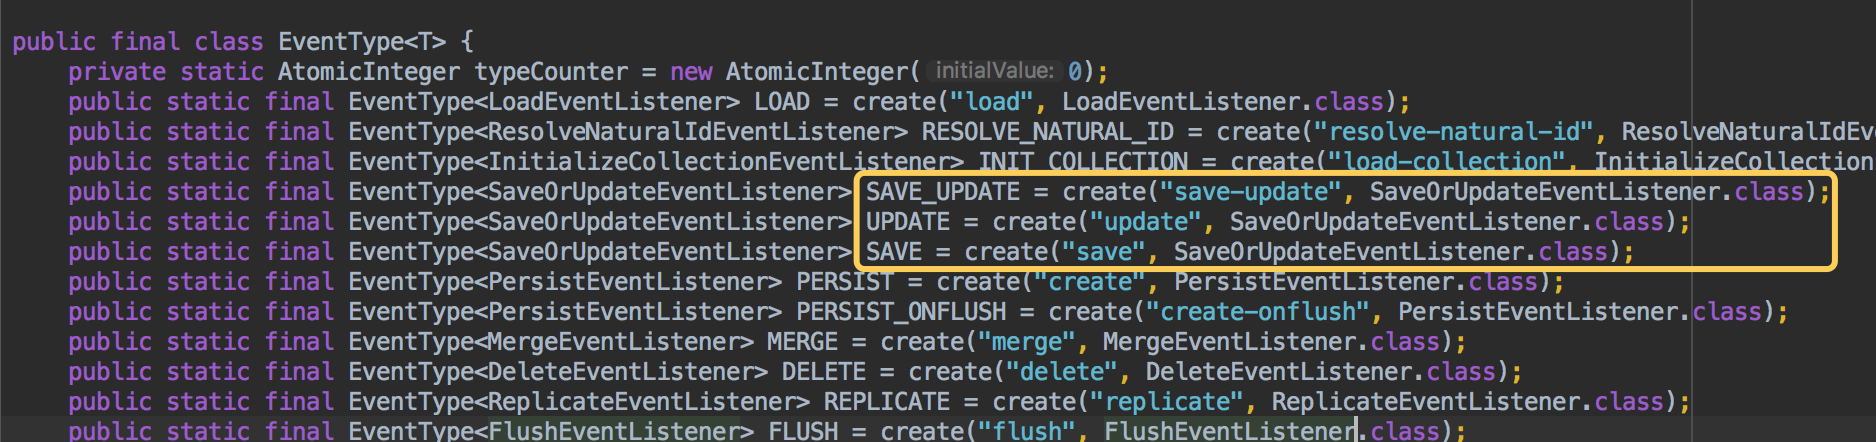 public final class EventType<T> {
private static AtomicInteger typeCounter = new AtomicInteger( initialValue: 0);
public static final EventType<LoadEventListener> LOAD = create("load", LoadEventListener.class);
public static final EventType<ResolveNaturalIdEventListener> RESOLVE_NATURAL_ID = create("resolve-natural-id", ResolveNaturalIdEv
public static final EventType<InitializeCollectionEventListener> INIT_COLLECTION = create("load-collection", InitializeCollection
public static final EventType<SaveOrUpdateEventListener> SAVE_UPDATE = create("save-update", SaveOrUpdateEventListener.class);
public static final EventType<SaveOrUpdateEventListener> UPDATE = create("update", SaveOrUpdateEventListener.class);
public static final EventType<SaveOrUpdateEventListener> SAVE = create("save", SaveOrUpdateEventListener.class);
public static final EventType<PersistEventListener> PERSIST = create("create", PersistEventListener.class);
public static final EventType<PersistEventListener> PERSIST_ONFLUSH = create("create-onflush", PersistEventListener.class);
public static final EventType<MergeEventListener> MERGE = create("merge", MergeEventListener.class);
public static final EventType<DeleteEventListener> DELETE = create("delete", DeleteEventListener.class);
public static final EventType<ReplicateEventListener> REPLICATE = create("replicate", ReplicateEventListener.class);
public static final EventType<FlushEventListener> FLUSH = create("flush", FlushEventListener.class);